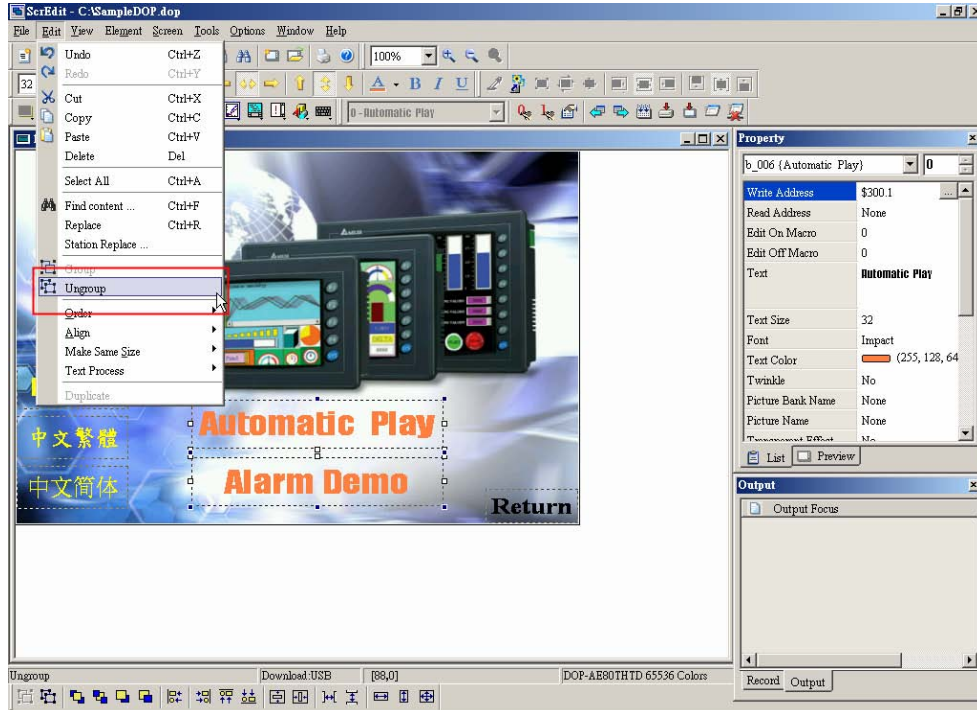 ScrEdit - C:\SampleDOP.dop
File Edit View Element Screen Tools Options Window Help
Undo Ctrl+Z
Redo Ctrl+Y
Cut Ctrl+X
Copy Ctrl+C
Paste Ctrl+V
Delete Del
Select All Ctrl+A
Find content ... Ctrl+F
Replace Ctrl+R
Station Replace ...
Group
Ungroup
Order
Align
Make Same Size
Text Process
Duplicate
100%
32
A B I U
0 - Automatic Play
Automatic Play
Alarm Demo
中文繁體
中文简体
Return
Property
b_006 {Automatic Play} 0
Write Address $300.1 ...
Read Address None
Edit On Macro 0
Edit Off Macro 0
Text Automatic Play
Text Size 32
Font Impact
Text Color (255, 128, 64
Twinkle No
Picture Bank Name None
Picture Name None
Transparent Effect No
List Preview
Output
Output Focus
Record Output
Ungroup Download:USB [88,0] DOP-AE80THTD 65536 Colors